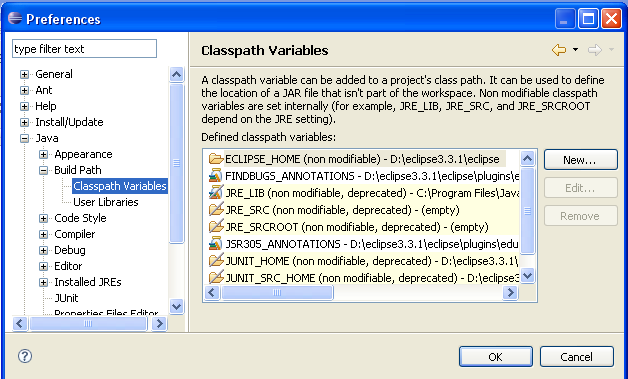 Preferences
type filter text
General
Ant
Help
Install/Update
Java
Appearance
Build Path
Classpath Variables
User Libraries
Code Style
Compiler
Debug
Editor
Installed JREs
JUnit
Properties Files Editor
Classpath Variables
A classpath variable can be added to a project's class path. It can be used to define
the location of a JAR file that isn't part of the workspace. Non modifiable classpath
variables are set internally (for example, JRE_LIB, JRE_SRC, and JRE_SRCROOT
depend on the JRE setting).
Defined classpath variables:
ECLIPSE_HOME (non modifiable) - D:\eclipse3.3.1\eclipse
FINDBUGS_ANNOTATIONS - D:\eclipse3.3.1\eclipse\plugins\e
JRE_LIB (non modifiable, deprecated) - C:\Program Files\Java
JRE_SRC (non modifiable, deprecated) - (empty)
JRE_SRCROOT (non modifiable, deprecated) - (empty)
JSR305_ANNOTATIONS - D:\eclipse3.3.1\eclipse\plugins\edu
JUNIT_HOME (non modifiable, deprecated) - D:\eclipse3.3.1\
JUNIT_SRC_HOME (non modifiable, deprecated) - D:\eclipse3
New...
Edit...
Remove
OK
Cancel